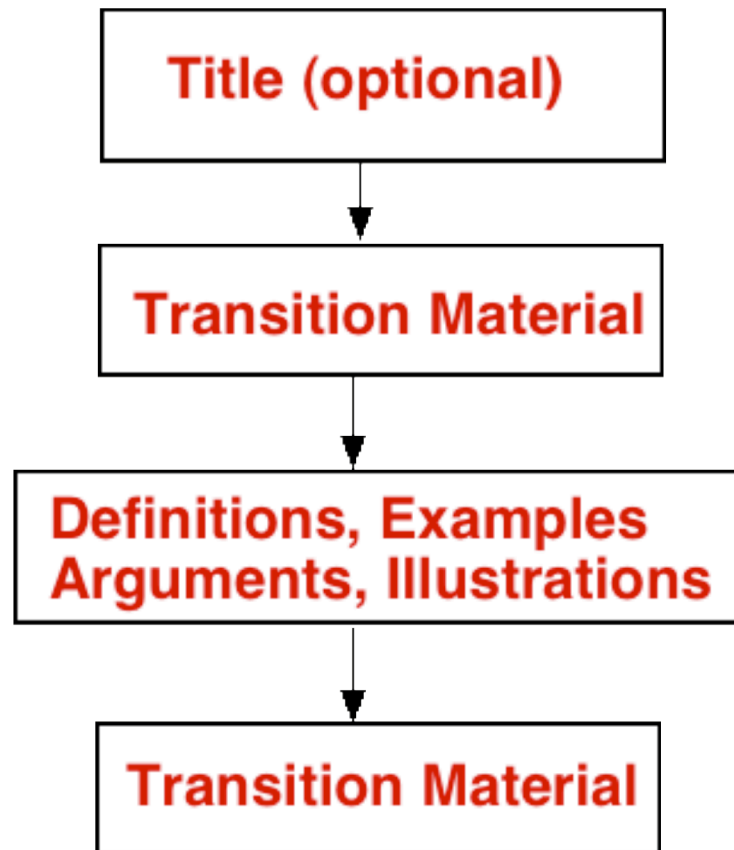 Title (optional)
Transition Material
Definitions, Examples
Arguments, Illustrations
Transition Material